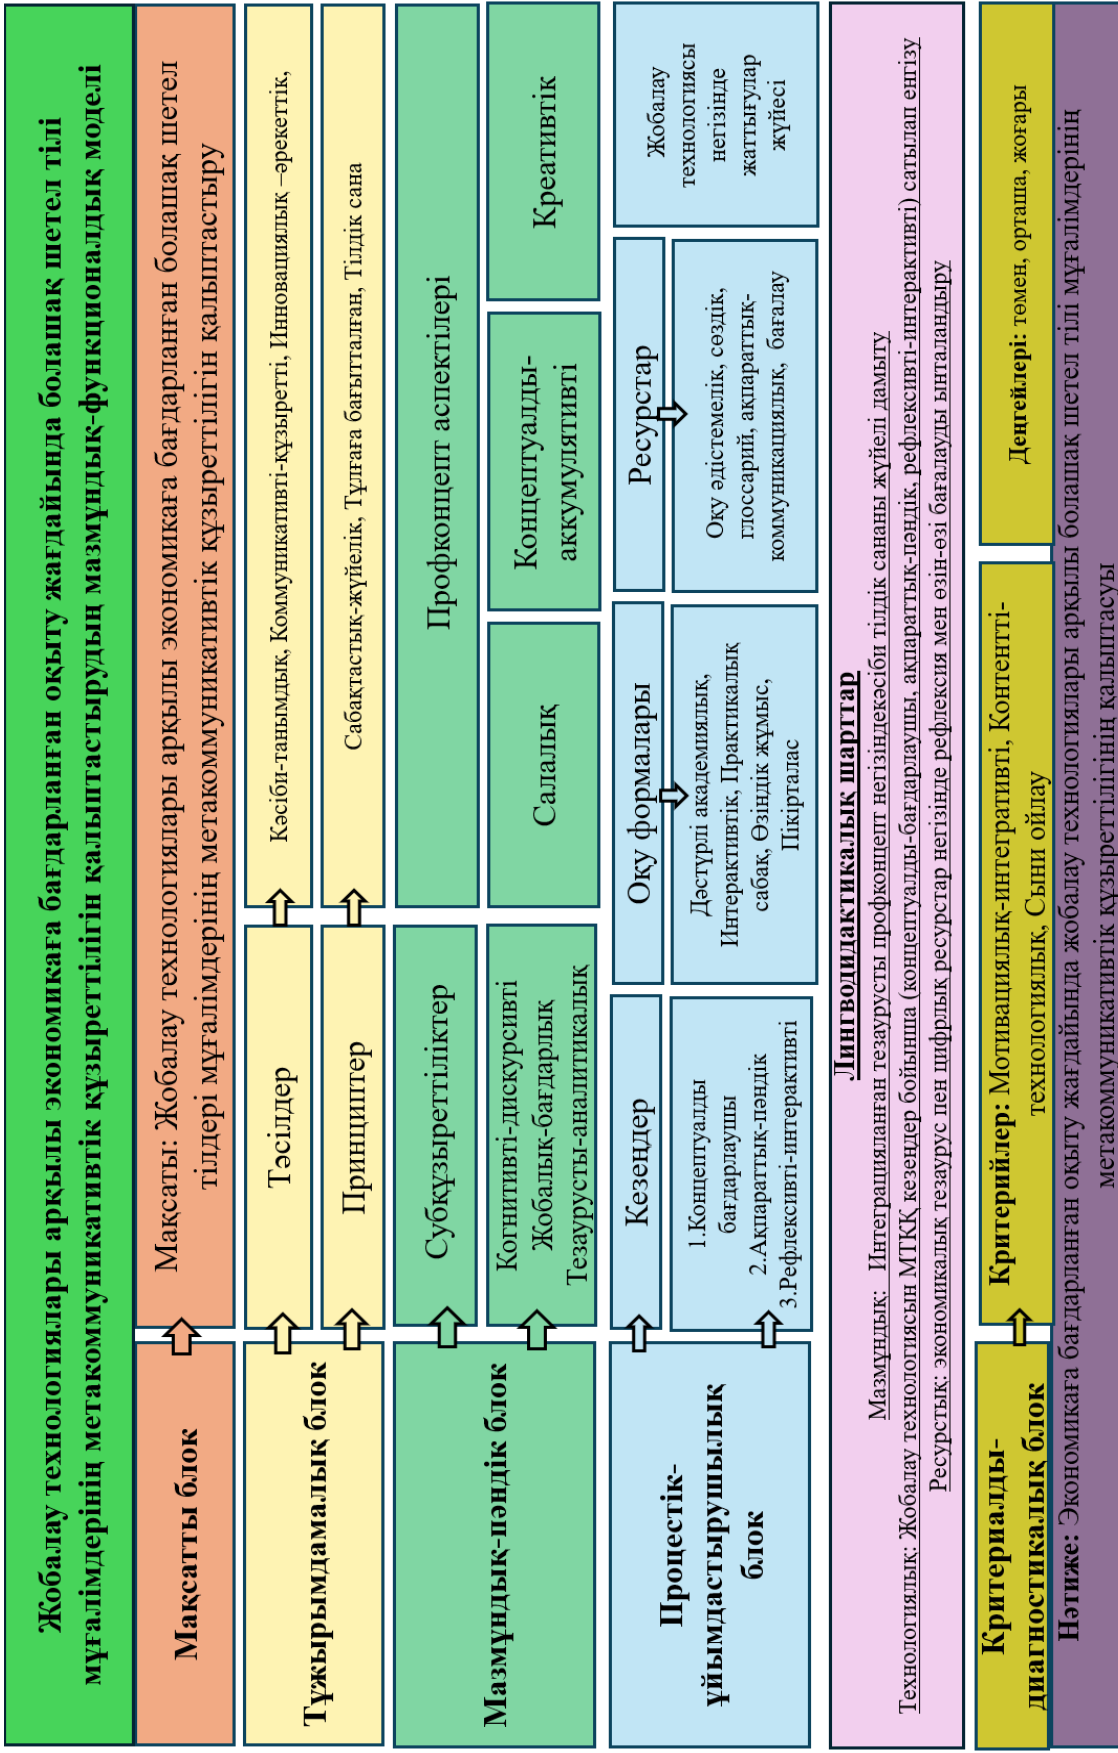 Жобалау технологиялары арқылы экономикаға бағдарланған оқыту жағдайында болашақ шетел тілі
мұғалімдерінің метакоммуникативтік құзыреттілігін қалыптастырудың мазмұндық-функционалдық моделі
Мақсатты блок
Мақсаты: Жобалау технологиялары арқылы экономикаға бағдарланған болашақ шетел
тілдері мұғалімдерінің метакоммуникативтік құзыреттілігін қалыптастыру
Тұжырымдамалық блок
Тәсілдер
Кәсіби-танымдық, Коммуникативті-құзыретті, Инновациялық –әрекеттік,
Принциптер
Сабақтастық-жүйелік, Тұлғаға бағытталған, Тілдік сана
Мазмұндық-пәндік блок
Субқұзыреттіліктер
Профконцепт аспектілері
Когнитивті-дискурсивті
Жобалық-бағдарлық
Тезаурусты-аналитикалық
Салалық
Концептуалды-
аккумулятивті
Креативтік
Процестік-
ұйымдастырушылық
блок
Кезеңдер
1.Концептуалды
бағдарлаушы
2.Ақпараттық-пәндік
3.Рефлексивті-интерактивті
Оқу формалары
Дәстүрлі академиялық,
Интерактивтік, Практикалық
сабақ, Өзіндік жұмыс,
Пікірталас
Ресурстар
Оқу әдістемелік, сөздік,
глоссарий, ақпараттық-
коммуникациялық, бағалау
Жобалау
технологиясы
негізінде
жаттығулар
жүйесі
Лингводидактикалық шарттар
Мазмұндық: Интеграцияланған тезаурусты профконцепт негізіндекәсіби тілдік сананы жүйелі дамыту
Технологиялық: Жобалау технологиясын МТКҚ кезеңдер бойынша (концептуалды-бағдарлаушы, ақпараттық-пәндік, рефлексивті-интерактивті) сатылап енгізу
Ресурстық: экономикалық тезаурус пен цифрлық ресурстар негізінде рефлексия мен өзін-өзі бағалауды ынталандыру
Критериалды-
диагностикалық блок
Критерийлер: Мотивациялық-интегративті, Контентті-
технологиялық, Сыни ойлау
Деңгейлері: төмен, орташа, жоғары
Нәтиже: Экономикаға бағдарланған оқыту жағдайында жобалау технологиялары арқылы болашақ шетел тілі мұғалімдерінің
метакоммуникативтік құзыреттілігінің қалыптасуы